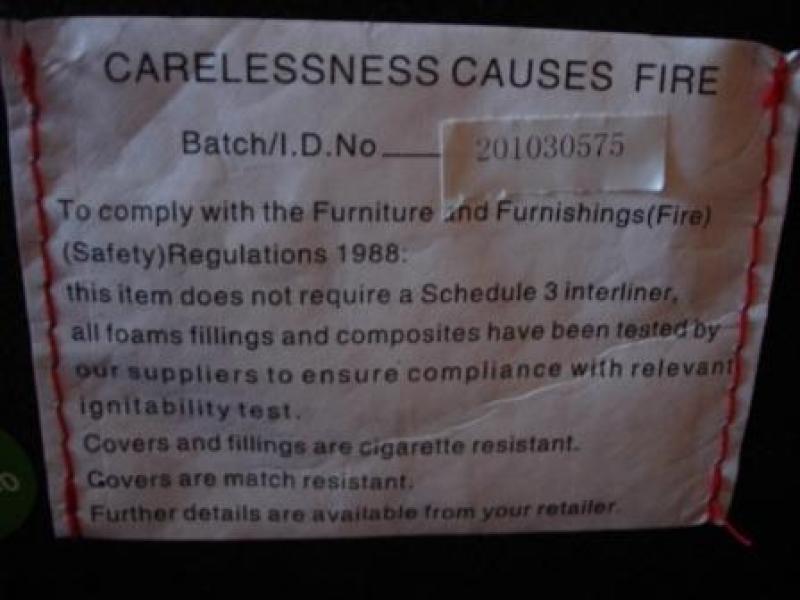 CARELESSNESS CAUSES FIRE
Batch/I.D.No 201030575
To comply with the Furniture and Furnishings(Fire)
(Safety)Regulations 1988:
this item does not require a Schedule 3 interliner,
all foams fillings and composites have been tested by
our suppliers to ensure compliance with relevant
ignitability test.
Covers and fillings are cigarette resistant.
Covers are match resistant.
Further details are available from your retailer.